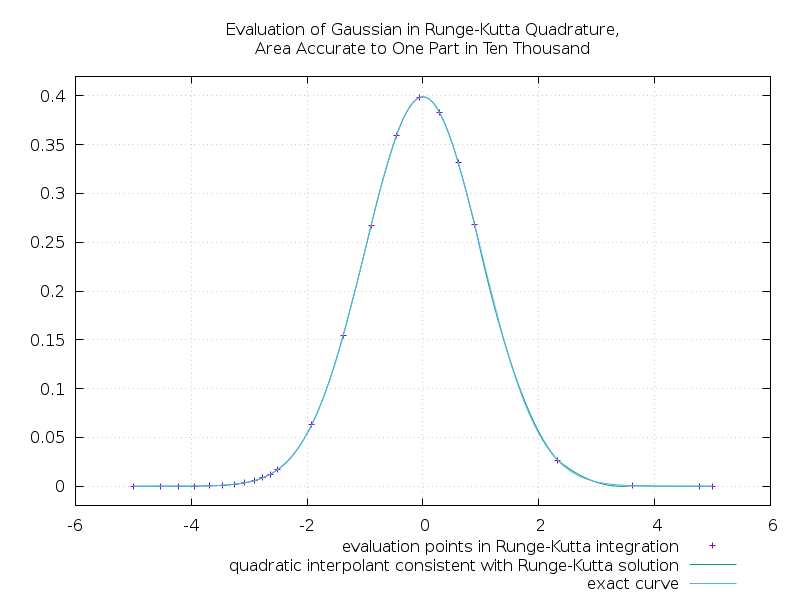 Evaluation of Gaussian in Runge-Kutta Quadrature,
Area Accurate to One Part in Ten Thousand
0.4
0.35
0.3
0.25
0.2
0.15
0.1
0.05
0
-6 -4 -2 0 2 4 6
evaluation points in Runge-Kutta integration
quadratic interpolant consistent with Runge-Kutta solution
exact curve